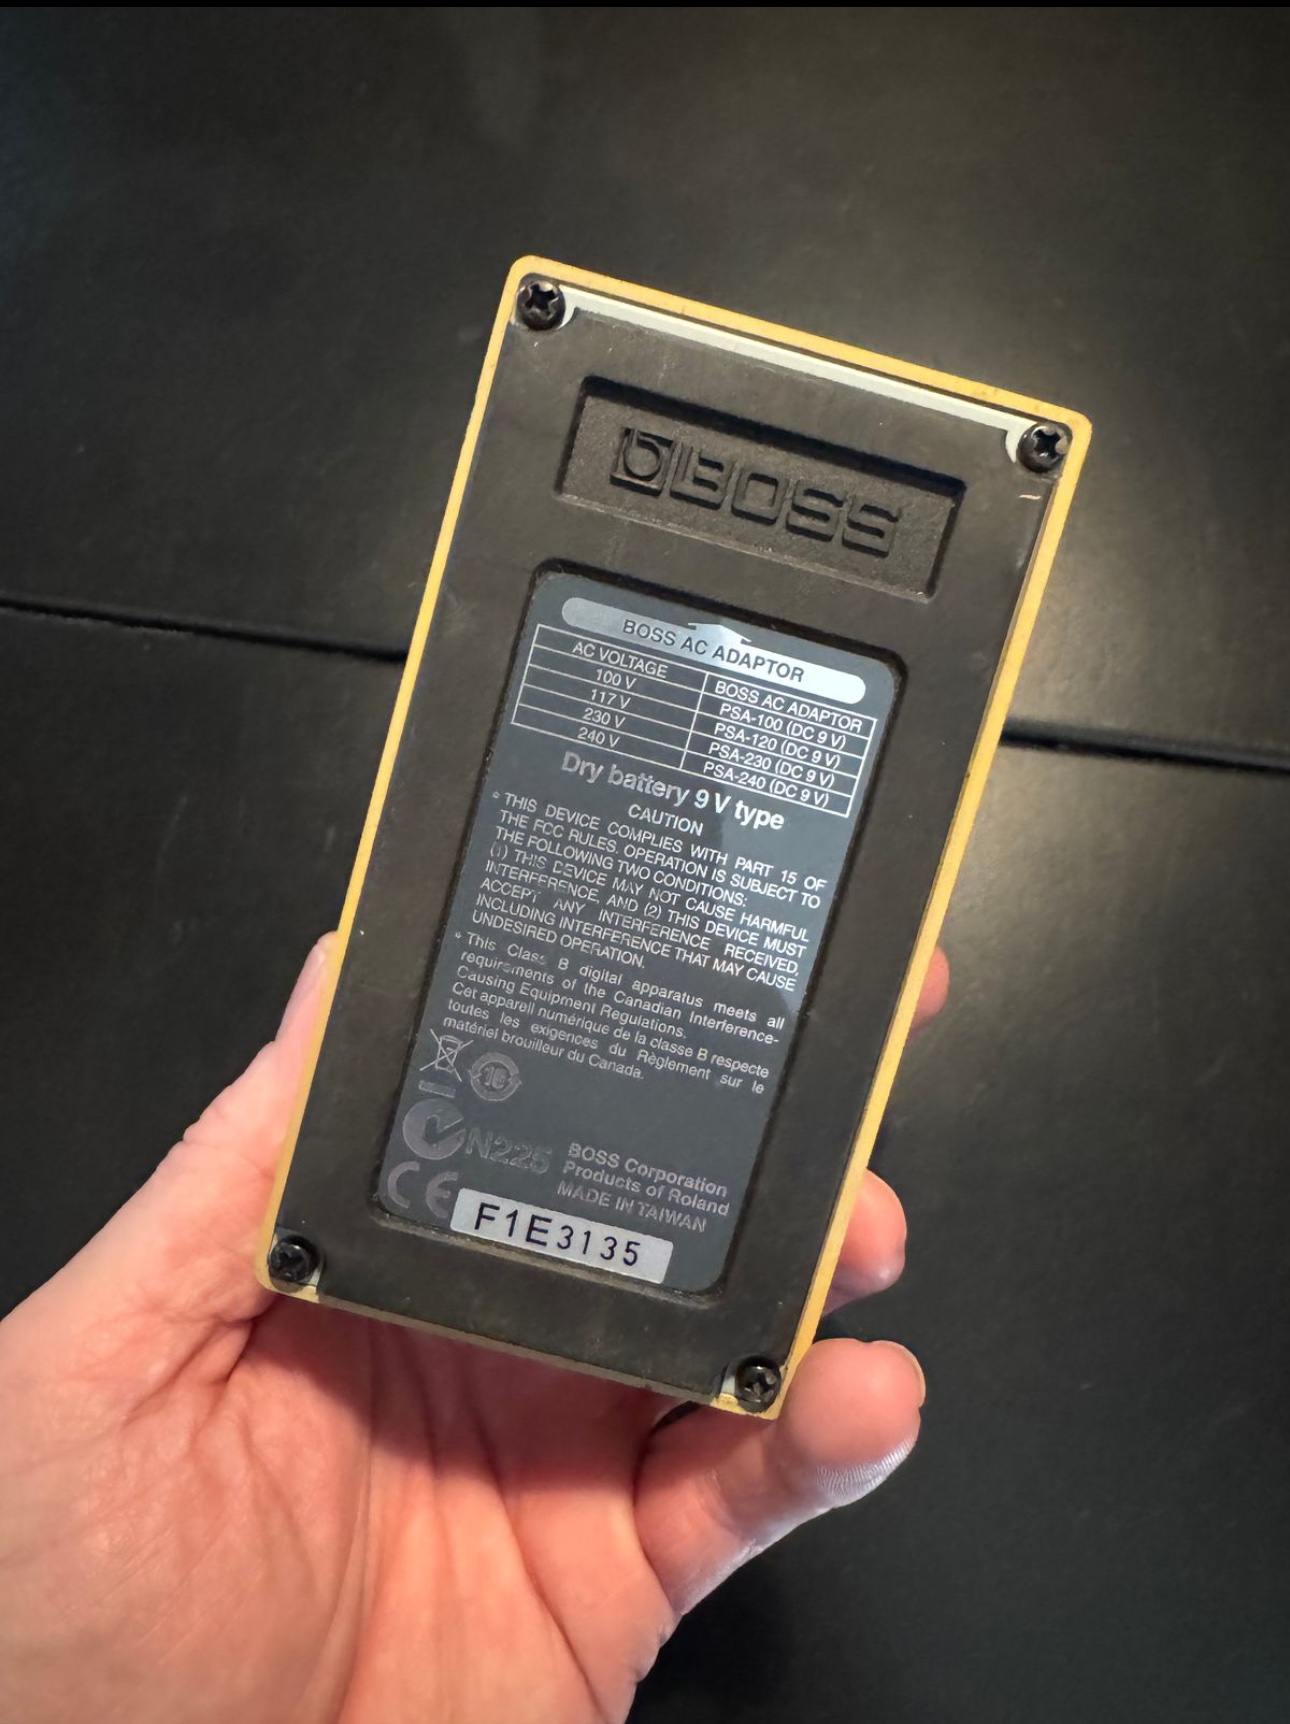 BOSS
BOSS AC ADAPTOR
AC VOLTAGE BOSS AC ADAPTOR
100 V PSA-100 (DC 9 V)
117 V PSA-120 (DC 9 V)
230 V PSA-230 (DC 9 V)
240 V PSA-240 (DC 9 V)
Dry battery 9 V type
CAUTION
* THIS DEVICE COMPLIES WITH PART 15 OF
THE FCC RULES. OPERATION IS SUBJECT TO
THE FOLLOWING TWO CONDITIONS:
(1) THIS DEVICE MAY NOT CAUSE HARMFUL
INTERFERENCE, AND (2) THIS DEVICE MUST
ACCEPT ANY INTERFERENCE RECEIVED,
INCLUDING INTERFERENCE THAT MAY CAUSE
UNDESIRED OPERATION.
* This Class B digital apparatus meets all
requirements of the Canadian Interference-
Causing Equipment Regulations.
Cet appareil numérique de la classe B respecte
toutes les exigences du Règlement sur le
matériel brouilleur du Canada.
N225
BOSS Corporation
Products of Roland
MADE IN TAIWAN
CE
F1E3135